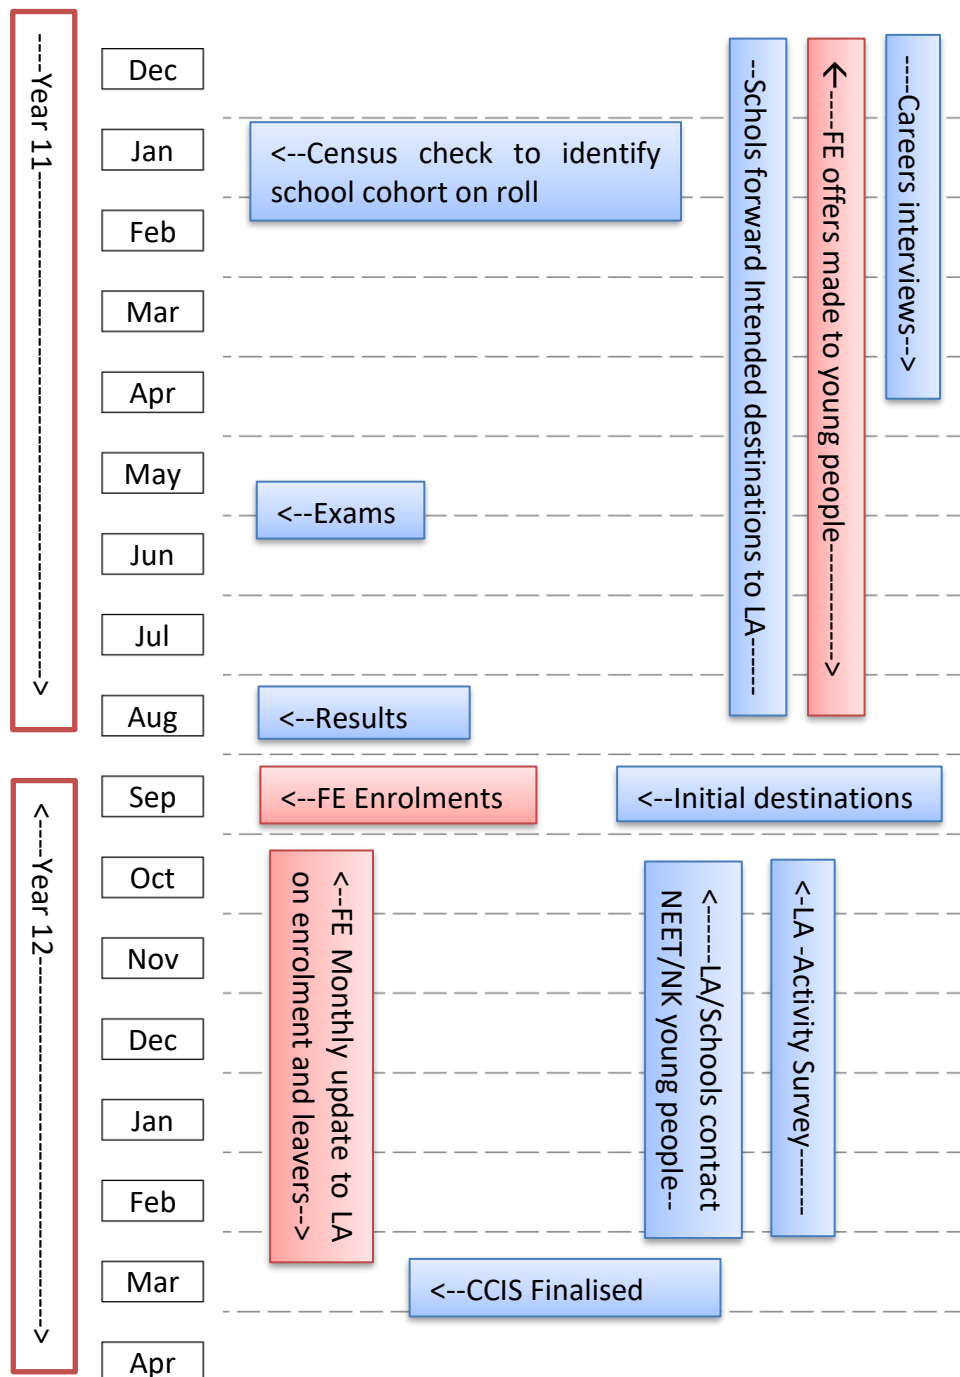 <----Year 11---------------------------------->
Dec
Jan
Feb
Mar
Apr
May
Jun
Jul
Aug
<--Census check to identify
school cohort on roll
<--Exams
<--Results
--Schols forward Intended destinations to LA-------
←-----FE offers made to young people------------->
-----Careers interviews--->
<----Year 12---------------------------------->
Sep
Oct
Nov
Dec
Jan
Feb
Mar
Apr
<--FE Enrolments
<--Initial destinations
<--FE Monthly update to LA
on enrolment and leavers--->
<-------LA/Schools contact
NEET/NK young people---
<-LA -Activity Survey--------
<--CCIS Finalised